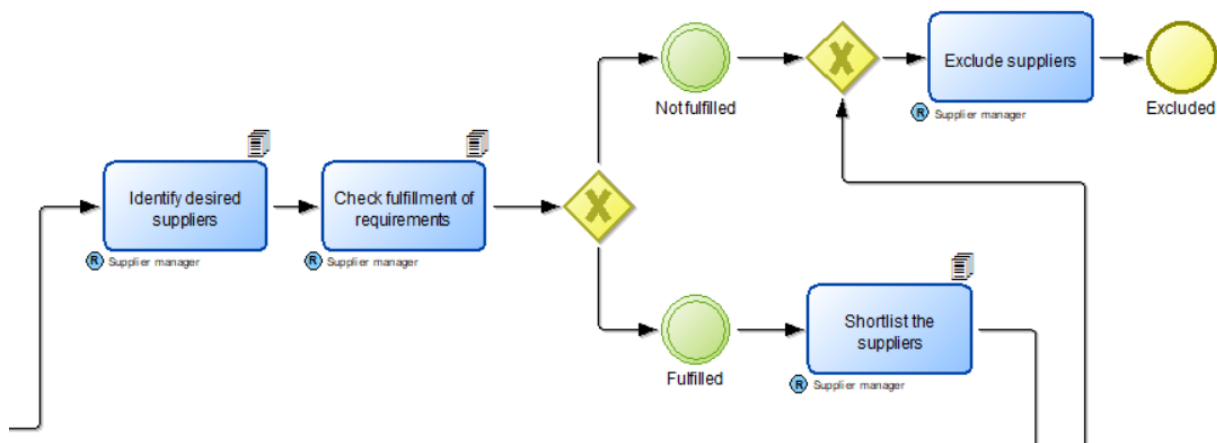 Not fulfilled
Exclude suppliers
R Supplier manager
Excluded
Identify desired
suppliers
R Supplier manager
Check fulfillment of
requirements
R Supplier manager
Fulfilled
Shortlist the
suppliers
R Supplier manager